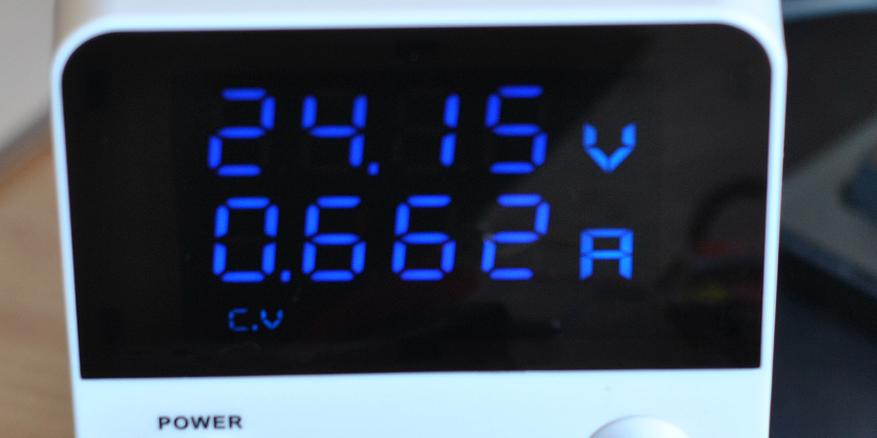 24.15 V
0.662 A
C.V
POWER